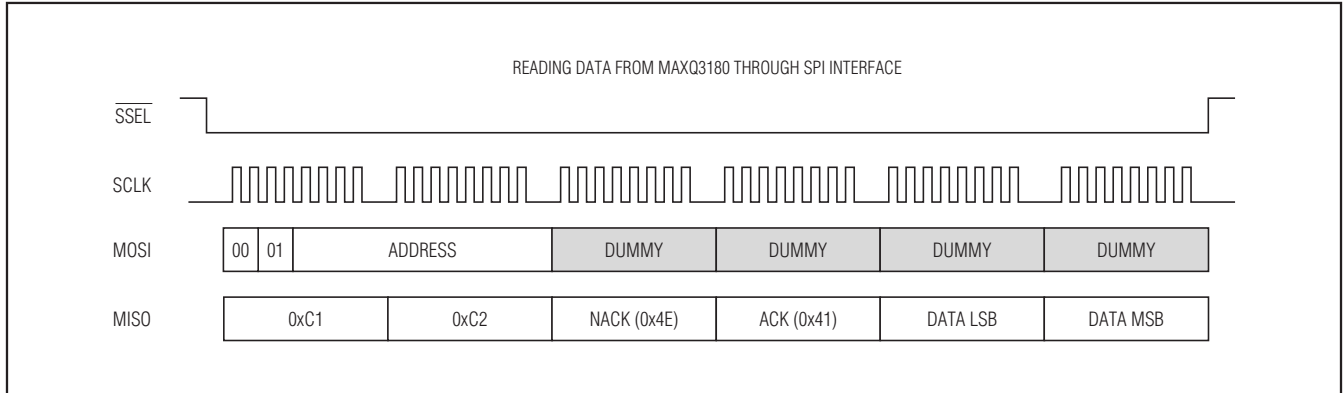 READING DATA FROM MAXQ3180 THROUGH SPI INTERFACE
SSEL
SCLK
MOSI 00 01 ADDRESS DUMMY DUMMY DUMMY DUMMY
MISO 0xC1 0xC2 NACK (0x4E) ACK (0x41) DATA LSB DATA MSB